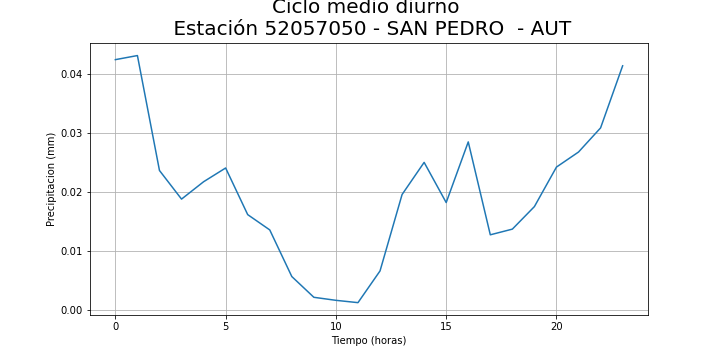 Ciclo medio diurno
Estación 52057050 - SAN PEDRO  - AUT
0.04
0.03
0.02
0.01
0.00
Precipitacion (mm)
0 5 10 15 20
Tiempo (horas)